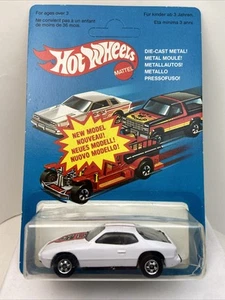 For ages over 3.
Ne convient pas à un enfant
de moins de 36 mois.
Für kinder ab 3 Jahren.
Età minima 3 anni.
HOT WHEELS
MATTEL
DIE-CAST METAL!
METAL MOULÉ!
METALLAUTOS!
METALLO
PRESSOFUSO!
NEW MODEL
NOUVEAU!
NEUES MODELL!
NUOVO MODELLO!